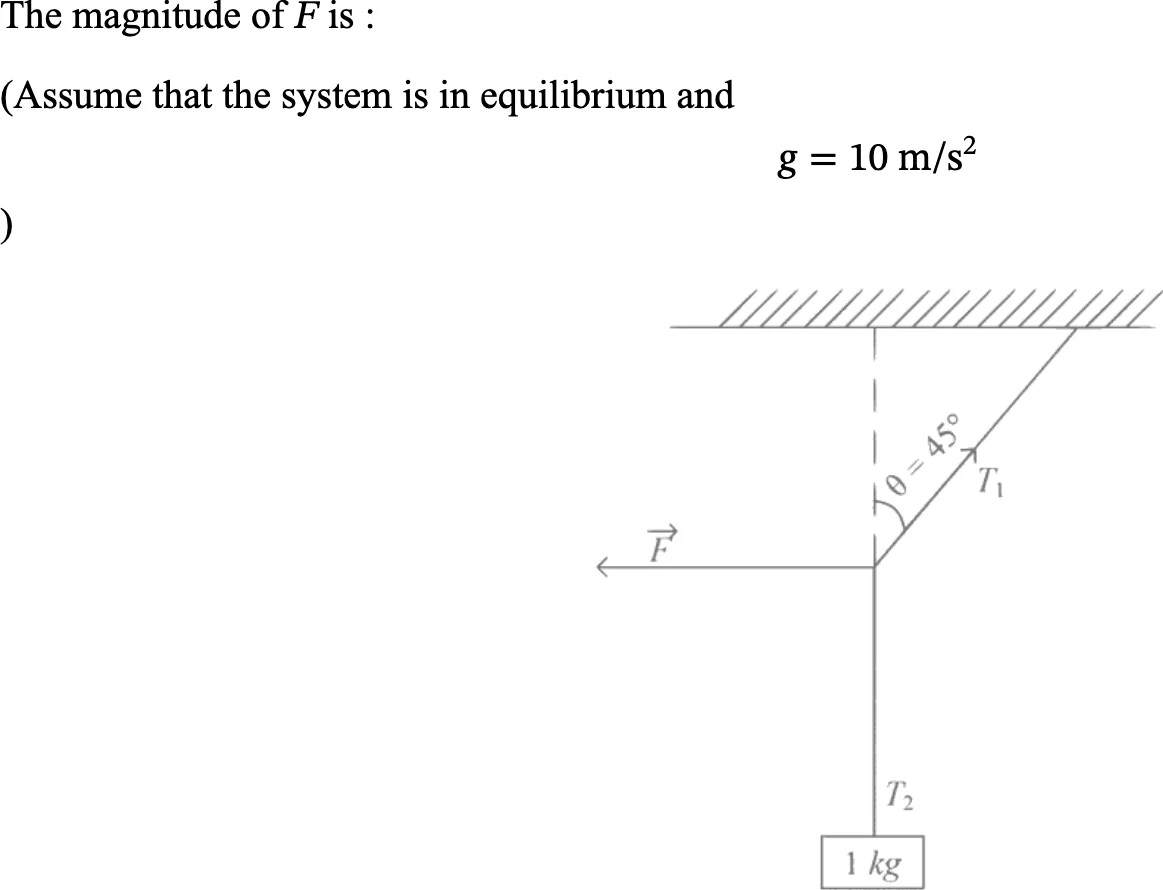 The magnitude of F is :
(Assume that the system is in equilibrium and
g = 10 m/s²
)
θ = 45°
T₁
F⃗
T₂
1 kg